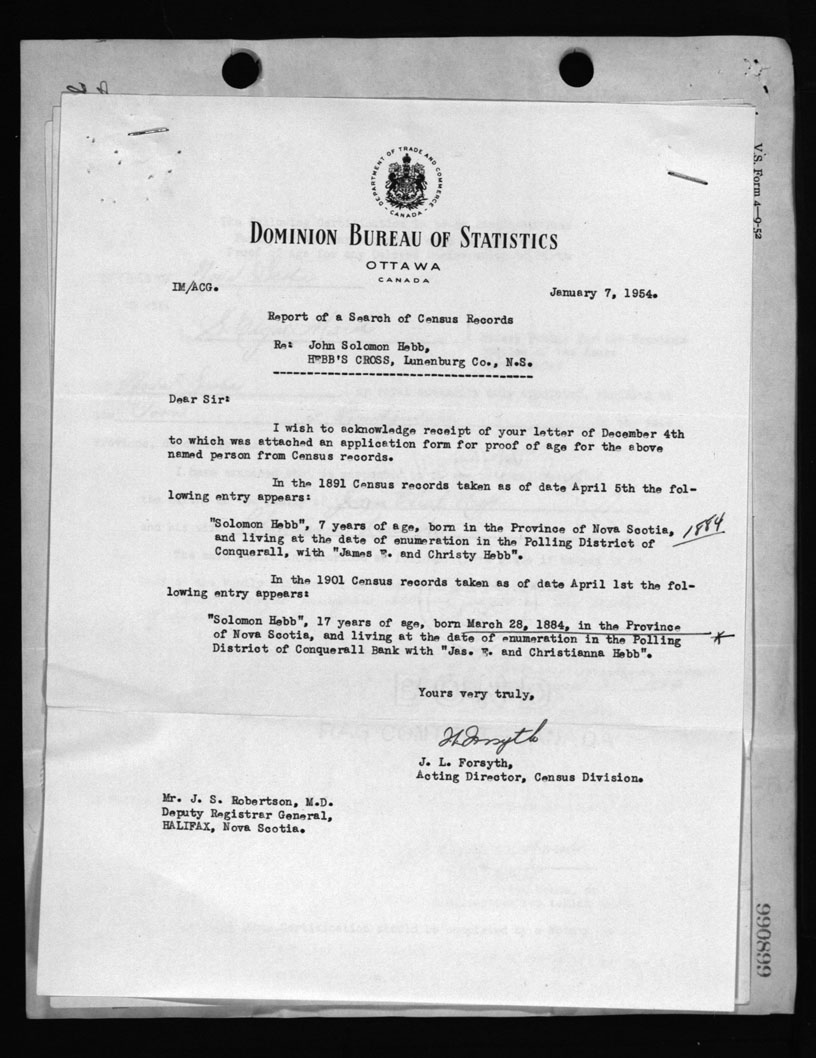 DEPARTMENT OF TRADE AND COMMERCE
- CANADA -
V.S. Form 4—9-52
DOMINION BUREAU OF STATISTICS
OTTAWA
CANADA
IM/ACG.
January 7, 1954.
Report of a Search of Census Records
Re: John Solomon Hebb,
HEBB'S CROSS, Lunenburg Co., N.S.
Dear Sir:
I wish to acknowledge receipt of your letter of December 4th
to which was attached an application form for proof of age for the above
named person from Census records.
In the 1891 Census records taken as of date April 5th the fol-
lowing entry appears:
"Solomon Hebb", 7 years of age, born in the Province of Nova Scotia, 1884
and living at the date of enumeration in the Polling District of
Conquerall, with "James E. and Christy Hebb".
In the 1901 Census records taken as of date April 1st the fol-
lowing entry appears:
"Solomon Hebb", 17 years of age, born March 28, 1884, in the Province
of Nova Scotia, and living at the date of enumeration in the Polling *
District of Conquerall Bank with "Jas. E. and Christianna Hebb".
Yours very truly,
J. L. Forsyth,
Acting Director, Census Division.
Mr. J. S. Robertson, M.D.
Deputy Registrar General,
HALIFAX, Nova Scotia.
668066